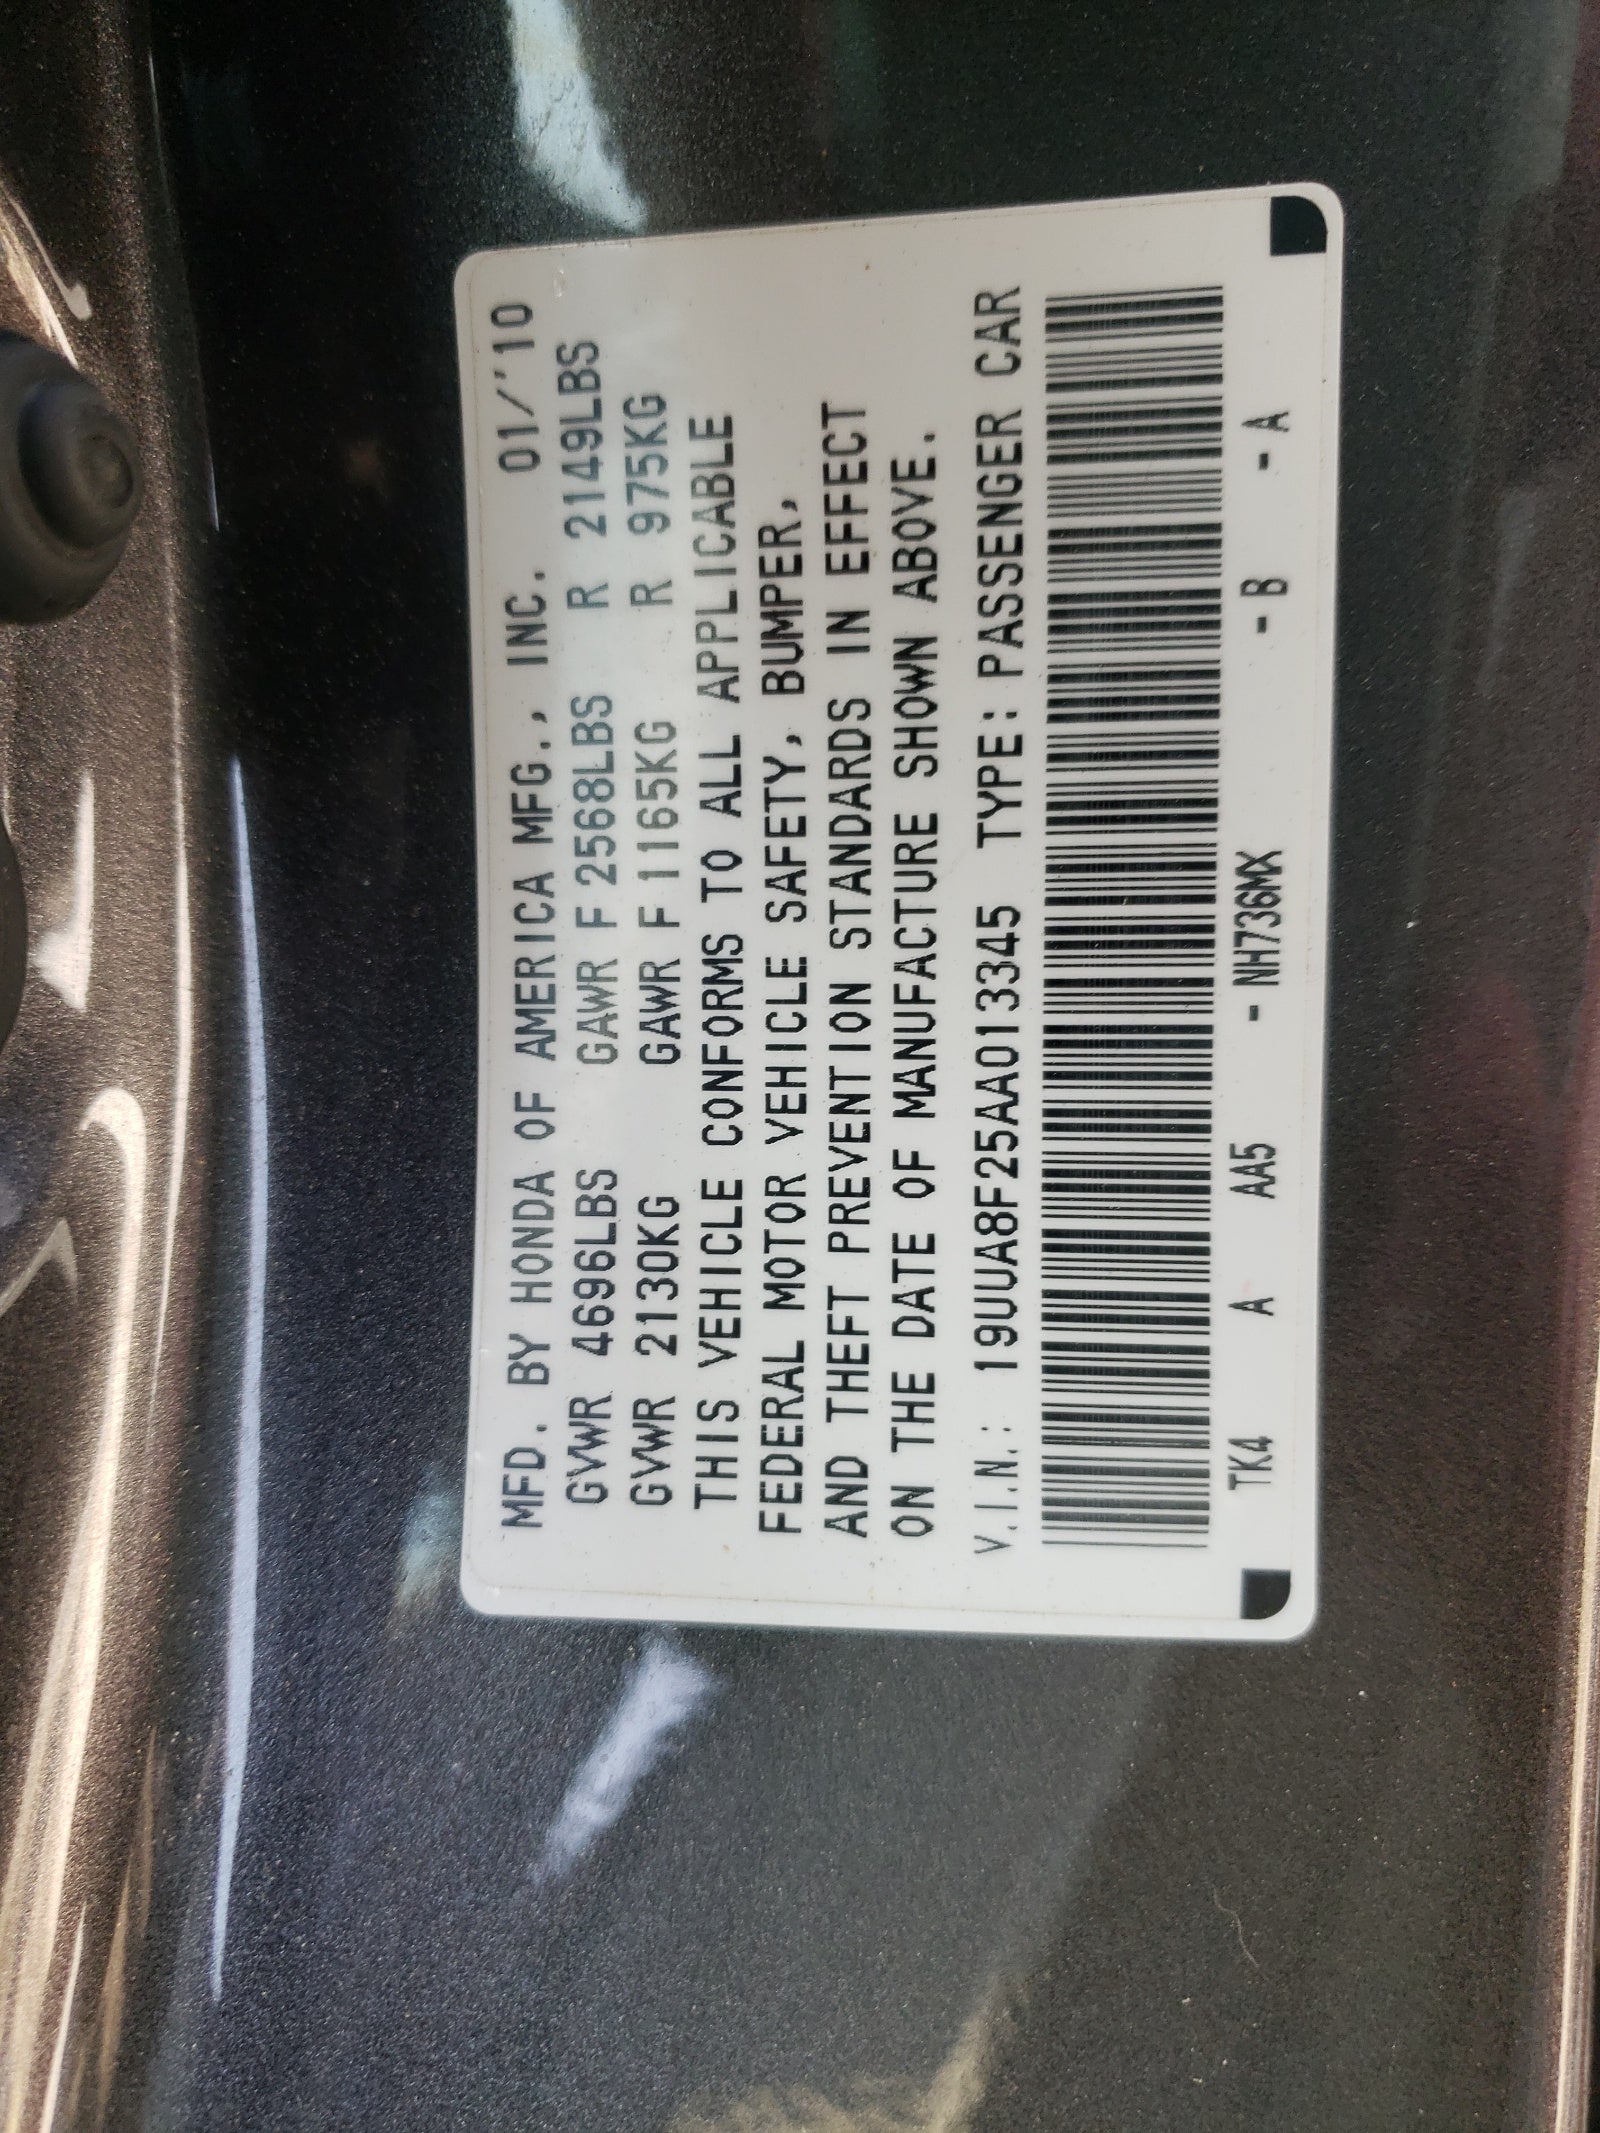 MFD. BY HONDA OF AMERICA MFG., INC. 01/'10
GVWR 4696LBS GAWR F 2568LBS R 2149LBS
GVWR 2130KG GAWR F 1165KG R 975KG
THIS VEHICLE CONFORMS TO ALL APPLICABLE
FEDERAL MOTOR VEHICLE SAFETY, BUMPER,
AND THEFT PREVENTION STANDARDS IN EFFECT
ON THE DATE OF MANUFACTURE SHOWN ABOVE.
V.I.N.: 19UUA8F25AA013345 TYPE: PASSENGER CAR
TK4 A AA5 - NH736MX - B - A